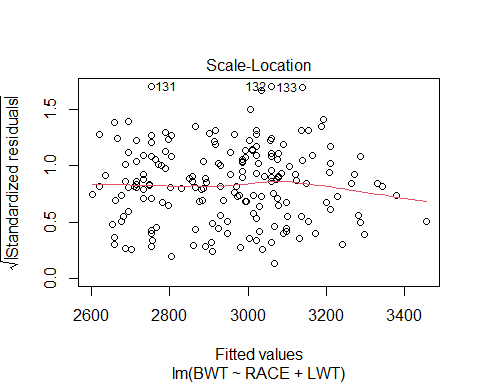 Scale-Location
√|Standardized residuals|
0.0 0.5 1.0 1.5
131 132 133
2600 2800 3000 3200 3400
Fitted values
lm(BWT ~ RACE + LWT)